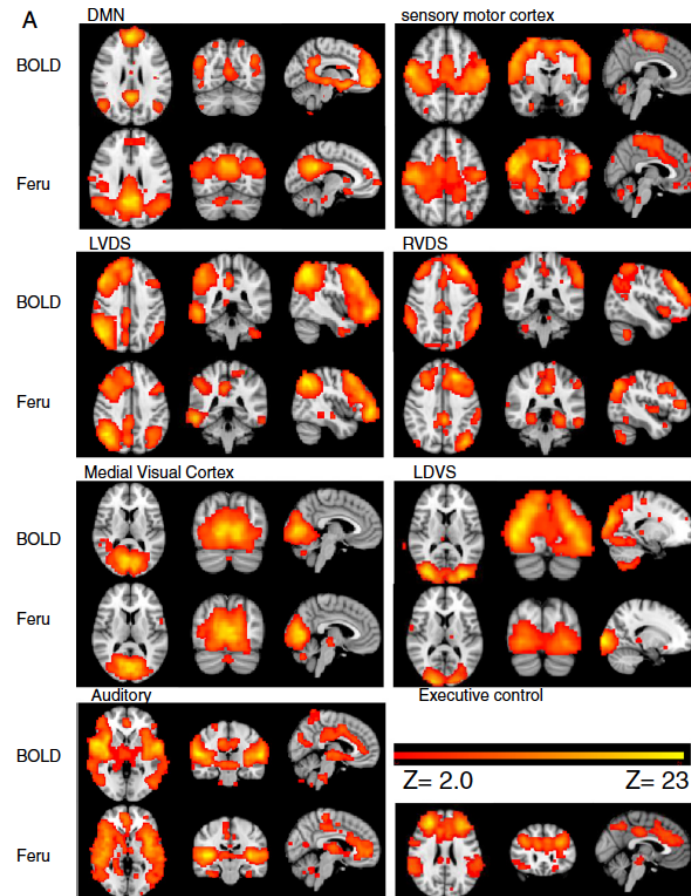 A
DMN
sensory motor cortex
BOLD
Feru
LVDS
RVDS
BOLD
Feru
Medial Visual Cortex
LDVS
BOLD
Feru
Auditory
Executive control
BOLD
Z= 2.0
Z= 23
Feru